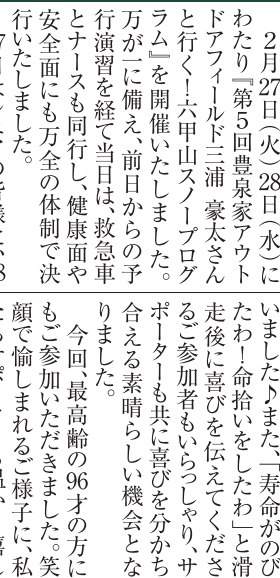 ２月27日（火）28日（水）に
わたり『第５回豊泉家アウト
ドアフィールド三浦 豪太さん
と行く！六甲山スノープログ
ラム』を開催いたしました。
万が一に備え、前日からの予
行演習を経て当日は、救急車
とナースも同行し、健康面や
安全面にも万全の体制で決
行いたしました。
いました♪また、「寿命がのび
たわ！命拾いをしたわ」と滑
走後に喜びを伝えてくださ
るご参加者もいらっしゃり、サ
ポーターも共に喜びを分かち
合える素晴らしい機会とな
りました。
今回、最高齢の96才の方に
もご参加いただきました。笑
顔で愉しまれるご様子に、私